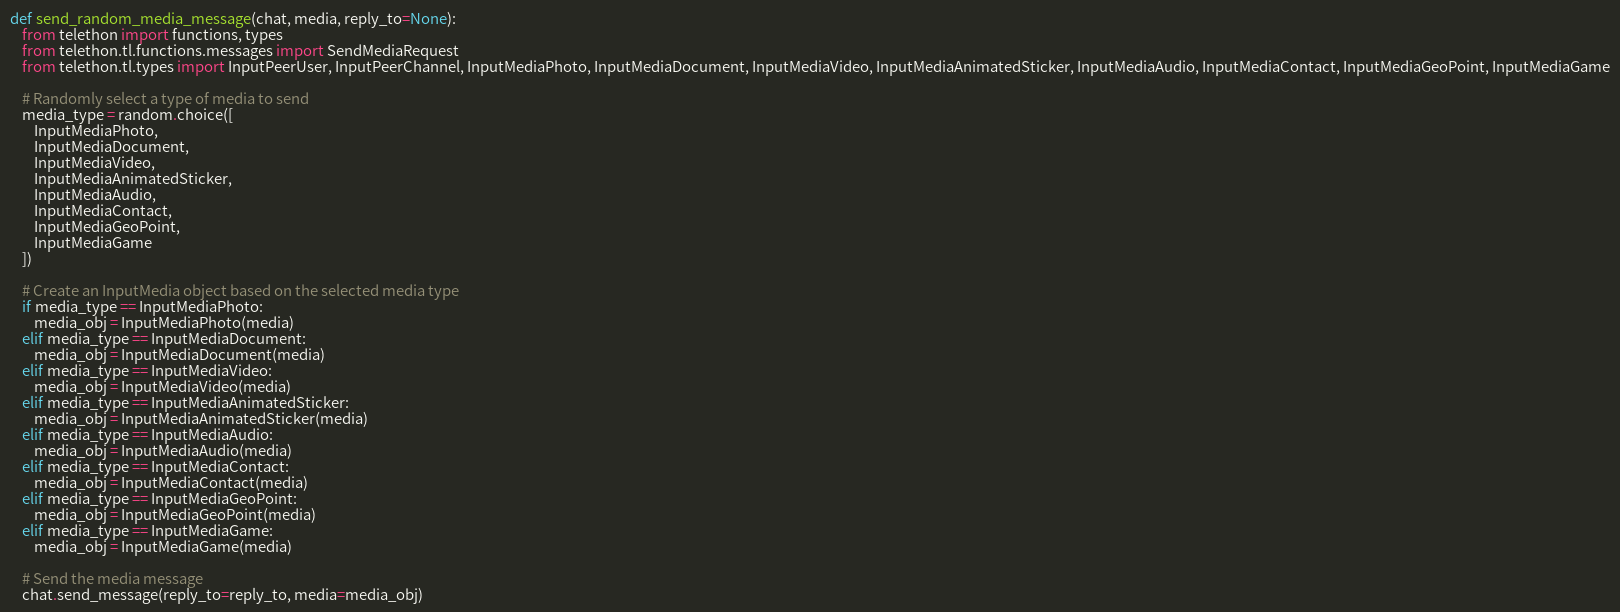 def send_random_media_message(chat, media, reply_to=None):
from telethon import functions, types
from telethon.tl.functions.messages import SendMediaRequest
from telethon.tl.types import InputPeerUser, InputPeerChannel, InputMediaPhoto, InputMediaDocument, InputMediaVideo, InputMediaAnimatedSticker, InputMediaAudio, InputMediaContact, InputMediaGeoPoint, InputMediaGame
# Randomly select a type of media to send
media_type = random.choice([
InputMediaPhoto,
InputMediaDocument,
InputMediaVideo,
InputMediaAnimatedSticker,
InputMediaAudio,
InputMediaContact,
InputMediaGeoPoint,
InputMediaGame
])
# Create an InputMedia object based on the selected media type
if media_type == InputMediaPhoto:
media_obj = InputMediaPhoto(media)
elif media_type == InputMediaDocument:
media_obj = InputMediaDocument(media)
elif media_type == InputMediaVideo:
media_obj = InputMediaVideo(media)
elif media_type == InputMediaAnimatedSticker:
media_obj = InputMediaAnimatedSticker(media)
elif media_type == InputMediaAudio:
media_obj = InputMediaAudio(media)
elif media_type == InputMediaContact:
media_obj = InputMediaContact(media)
elif media_type == InputMediaGeoPoint:
media_obj = InputMediaGeoPoint(media)
elif media_type == InputMediaGame:
media_obj = InputMediaGame(media)
# Send the media message
chat.send_message(reply_to=reply_to, media=media_obj)